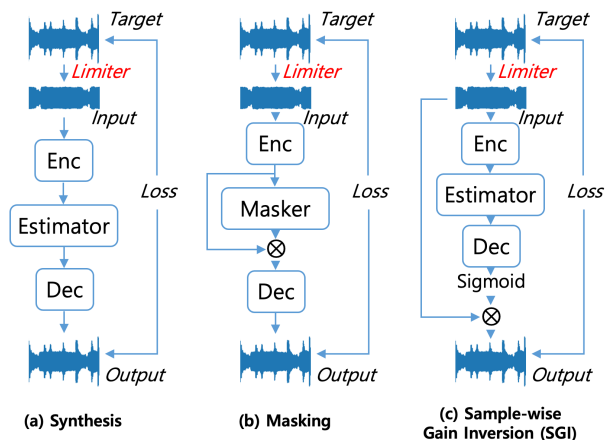 Target
Limiter
Input
Enc
Estimator
Dec
Loss
Output
(a) Synthesis
Target
Limiter
Input
Enc
Masker
Dec
Loss
Output
(b) Masking
Target
Limiter
Input
Enc
Estimator
Dec
Sigmoid
Loss
Output
(c) Sample-wise
Gain Inversion (SGI)